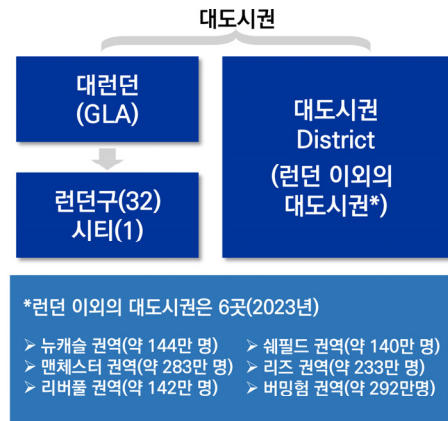 대도시권
대런던
(GLA)
런던구(32)
시티(1)
대도시권
District
(런던 이외의
대도시권*)
*런던 이외의 대도시권은 6곳(2023년)
➢ 뉴캐슬 권역(약 144만 명)
➢ 맨체스터 권역(약 283만 명)
➢ 리버풀 권역(약 142만 명)
➢ 쉐필드 권역(약 140만 명)
➢ 리즈 권역(약 233만 명)
➢ 버밍험 권역(약 292만명)